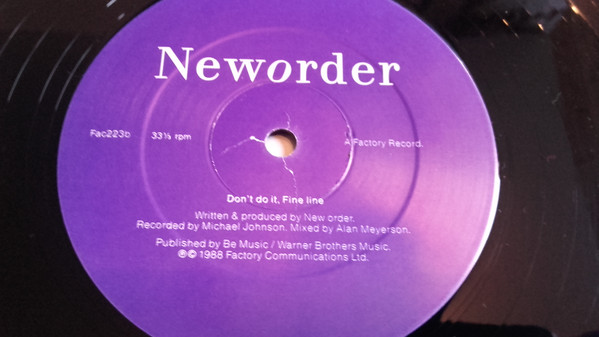 Neworder
Fac223b 33⅓ rpm A Factory Record.
Don't do it, Fine line
Written & produced by New order.
Recorded by Michael Johnson. Mixed by Alan Meyerson.
Published by Be Music / Warner Brothers Music.
℗© 1988 Factory Communications Ltd.